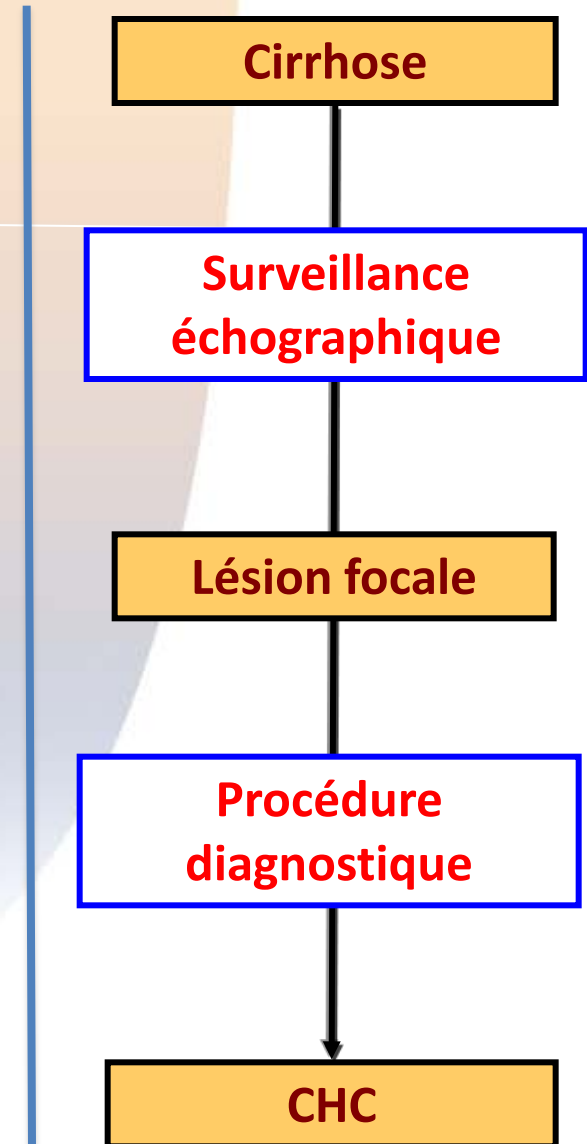 Cirrhose
Surveillance
échographique
Lésion focale
Procédure
diagnostique
CHC